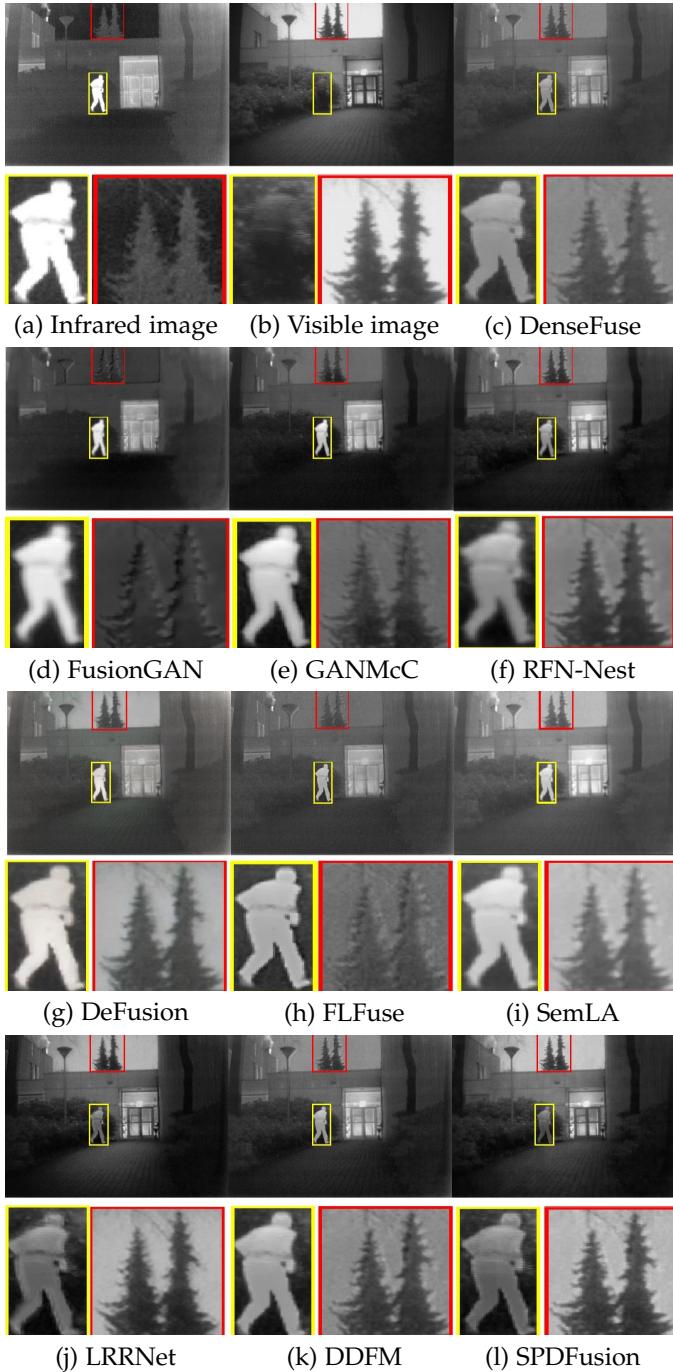 (a) Infrared image (b) Visible image (c) DenseFuse
(d) FusionGAN (e) GANMcC (f) RFN-Nest
(g) DeFusion (h) FLFuse (i) SemLA
(j) LRRNet (k) DDFM (l) SPDFusion